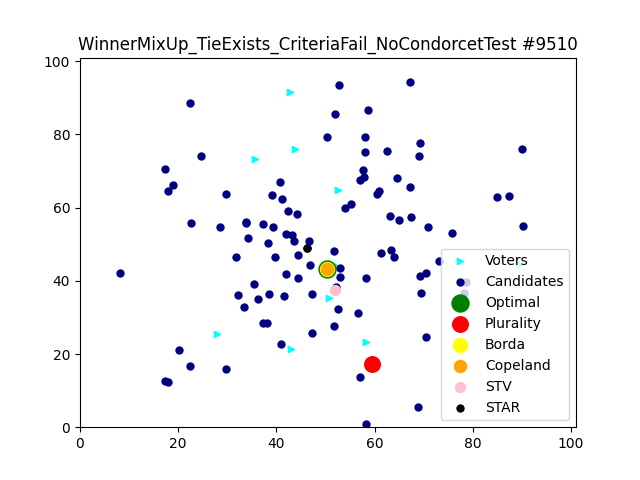 WinnerMixUp_TieExists_CriteriaFail_NoCondorcetTest #9510
100
80
60
40
20
0
0 20 40 60 80 100
Voters
Candidates
Optimal
Plurality
Borda
Copeland
STV
STAR